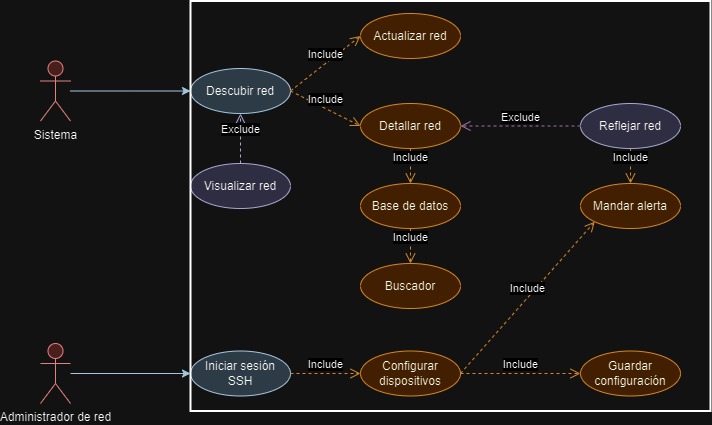 Actualizar red
Include
Descubir red
Include
Sistema
Exclude
Detallar red
Exclude
Reflejar red
Include
Include
Visualizar red
Base de datos
Mandar alerta
Include
Buscador
Include
Iniciar sesión
SSH
Include
Configurar
dispositivos
Include
Guardar
configuración
Administrador de red